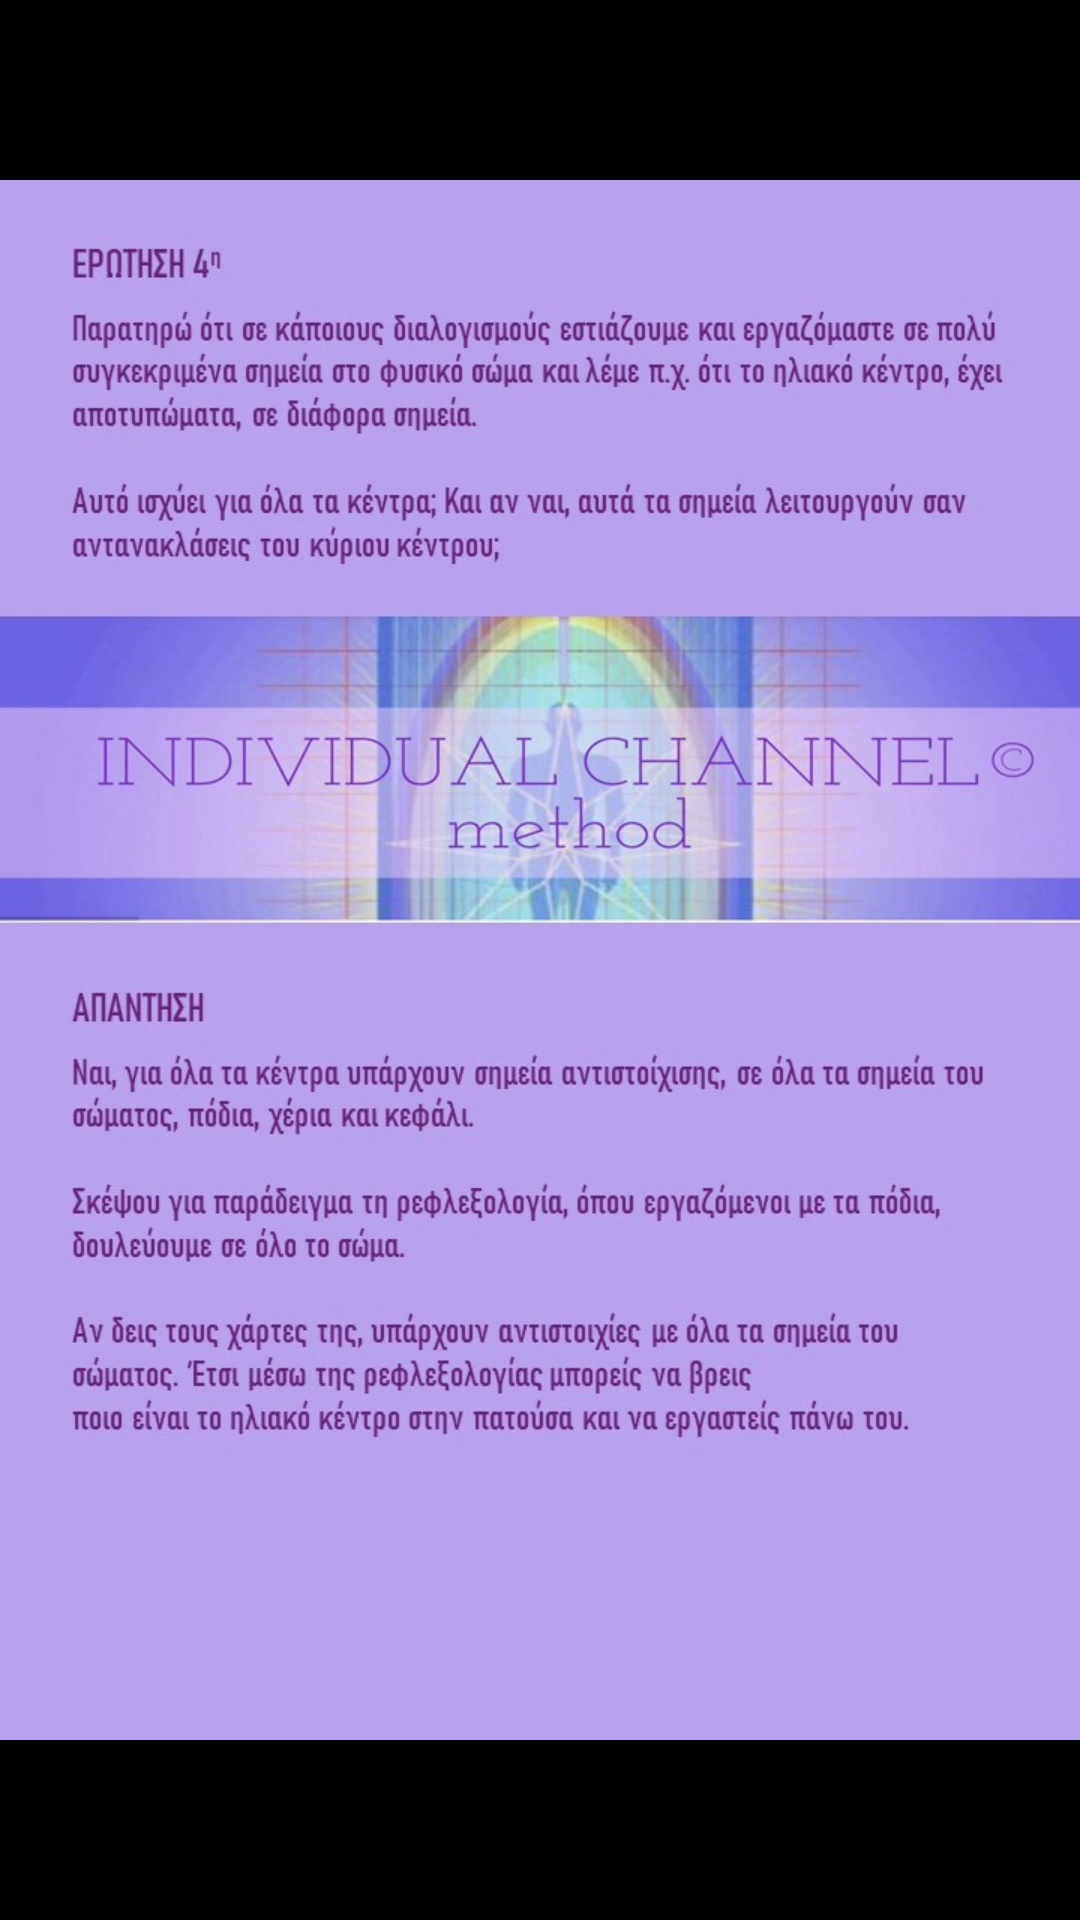 ΕΡΩΤΗΣΗ 4η
Παρατηρώ ότι σε κάποιους διαλογισμούς εστιάζουμε και εργαζόμαστε σε πολύ
συγκεκριμένα σημεία στο φυσικό σώμα και λέμε π.χ. ότι το ηλιακό κέντρο, έχει
αποτυπώματα, σε διάφορα σημεία.
Αυτό ισχύει για όλα τα κέντρα; Και αν ναι, αυτά τα σημεία λειτουργούν σαν
αντανακλάσεις του κύριου κέντρου;
INDIVIDUAL CHANNEL ©
method
ΑΠΑΝΤΗΣΗ
Ναι, για όλα τα κέντρα υπάρχουν σημεία αντιστοίχισης, σε όλα τα σημεία του
σώματος, πόδια, χέρια και κεφάλι.
Σκέψου για παράδειγμα τη ρεφλεξολογία, όπου εργαζόμενοι με τα πόδια,
δουλεύουμε σε όλο το σώμα.
Αν δεις τους χάρτες της, υπάρχουν αντιστοιχίες με όλα τα σημεία του
σώματος. Έτσι μέσω της ρεφλεξολογίας μπορείς να βρεις
ποιο είναι το ηλιακό κέντρο στην πατούσα και να εργαστείς πάνω του.